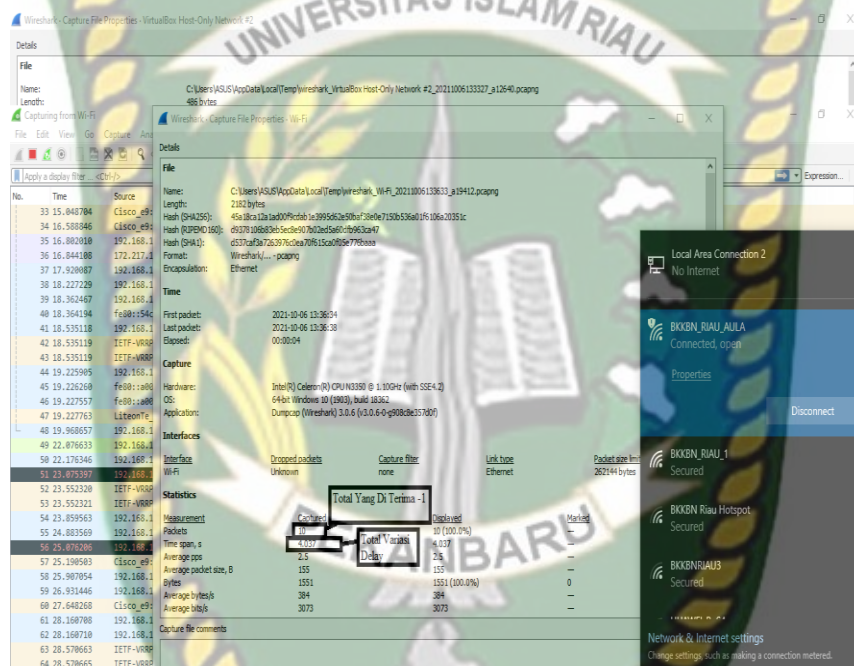 UNIVERSITAS ISLAM RIAU
Wireshark - Capture File Properties - VirtualBox Host-Only Network #2
Details
File
Name: C:\Users\ASUS\AppData\Local\Temp\wireshark_VirtualBox Host-Only Network #2_20211006133327_a12640.pcapng
Length: 486 bytes
Capturing from Wi-Fi
File Edit View Go Capture Ana
Apply a display filter ... <Ctrl-/>
Expression...
No. Time Source
33 15.048704 Cisco_e9:
34 16.588846 Cisco_e9:
35 16.802010 192.168.1
36 16.844108 172.217.1
37 17.920087 192.168.1
38 18.227229 192.168.1
39 18.362467 192.168.1
40 18.364194 fe80::54c
41 18.535118 192.168.1
42 18.535119 IETF-VRRP
43 18.535119 IETF-VRRP
44 19.225905 192.168.1
45 19.226260 fe80::a00
46 19.227557 fe80::a00
47 19.227763 LiteonTe_
48 19.968657 192.168.1
49 22.076633 192.168.1
50 22.176346 192.168.1
51 23.075397 192.168.1
52 23.552320 IETF-VRRP
53 23.552321 IETF-VRRP
54 23.859563 192.168.1
55 24.883569 192.168.1
56 25.076206 192.168.1
57 25.190503 Cisco_e9:
58 25.907054 192.168.1
59 26.931446 192.168.1
60 27.648268 Cisco_e9:
61 28.160708 192.168.1
62 28.160710 192.168.1
63 28.570663 IETF-VRRP
64 28.570665 IETF-VRRP
Wireshark - Capture File Properties - Wi-Fi
Details
File
Name: C:\Users\ASUS\AppData\Local\Temp\wireshark_Wi-Fi_20211006133633_a19412.pcapng
Length: 2182 bytes
Hash (SHA256): 45a18ca12a1ad00f9cdab1e3995d62e50baf38e0e7150b536a01f6106a20351c
Hash (RIPEMD160): d9378106b83eb5ec8e907b02ed5a60dfb963ca47
Hash (SHA1): d537caf3a7263976c0ea70f615ca0f05e776baaa
Format: Wireshark/... - pcapng
Encapsulation: Ethernet
Time
First packet: 2021-10-06 13:36:34
Last packet: 2021-10-06 13:36:38
Elapsed: 00:00:04
Capture
Hardware: Intel(R) Celeron(R) CPU N3350 @ 1.10GHz (with SSE4.2)
OS: 64-bit Windows 10 (1903), build 18362
Application: Dumpcap (Wireshark) 3.0.6 (v3.0.6-0-g908c8e357d0f)
Interfaces
Interface Dropped packets Capture filter Link type Packet size limit
Wi-Fi Unknown none Ethernet 262144 bytes
Statistics
Total Yang Di Terima -1
Measurement Captured Displayed Marked
Packets 10 10 (100.0%) —
Time span, s 4.037 4.037 —
Total Variasi
Delay
Average pps 2.5 2.5 —
Average packet size, B 155 155 —
Bytes 1551 1551 (100.0%) 0
Average bytes/s 384 384 —
Average bits/s 3073 3073 —
Capture file comments
Local Area Connection 2
No Internet
BKKBN_RIAU_AULA
Connected, open
Properties
Disconnect
BKKBN_RIAU_1
Secured
BKKBN Riau Hotspot
Secured
BKKBNRIAU3
Secured
Network & Internet settings
Change settings, such as making a connection metered.